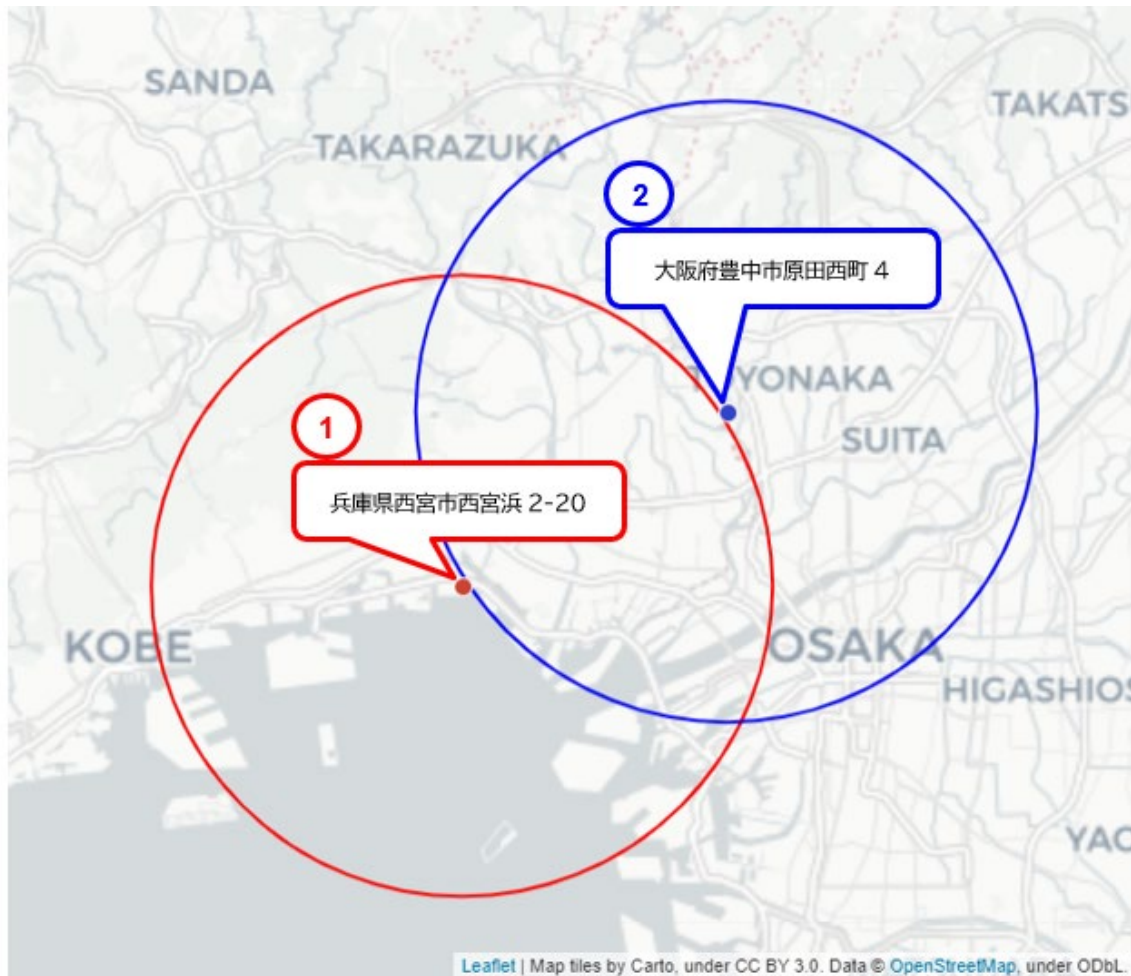 SANDA
TAKATS
TAKARAZUKA
2
大阪府豊中市原田西町 4
YONAKA
SUITA
1
兵庫県西宮市西宮浜 2-20
KOBE
OSAKA
HIGASHIOS
YAO
Leaflet | Map tiles by Carto, under CC BY 3.0. Data © OpenStreetMap, under ODbL.